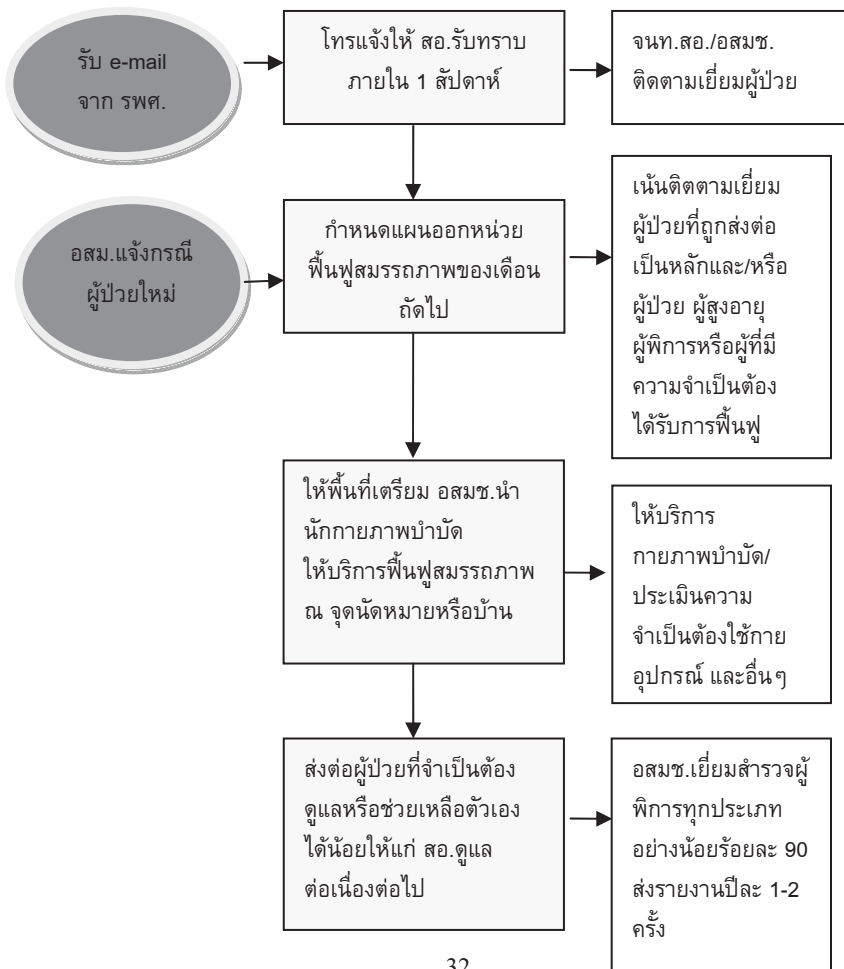 รับ e-mail
จาก รพศ.
โทรแจ้งให้ สอ.รับทราบ
ภายใน 1 สัปดาห์
จนท.สอ./อสมช.
ติดตามเยี่ยมผู้ป่วย
อสม.แจ้งกรณี
ผู้ป่วยใหม่
กำหนดแผนออกหน่วย
ฟื้นฟูสมรรถภาพของเดือน
ถัดไป
เน้นติตตามเยี่ยม
ผู้ป่วยที่ถูกส่งต่อ
เป็นหลักและ/หรือ
ผู้ป่วย ผู้สูงอายุ
ผู้พิการหรือผู้ที่มี
ความจำเป็นต้อง
ได้รับการฟื้นฟู
ให้พื้นที่เตรียม อสมช.นำ
นักกายภาพบำบัด
ให้บริการฟื้นฟูสมรรถภาพ
ณ จุดนัดหมายหรือบ้าน
ให้บริการ
กายภาพบำบัด/
ประเมินความ
จำเป็นต้องใช้กาย
อุปกรณ์ และอื่นๆ
ส่งต่อผู้ป่วยที่จำเป็นต้อง
ดูแลหรือช่วยเหลือตัวเอง
ได้น้อยให้แก่ สอ.ดูแล
ต่อเนื่องต่อไป
อสมช.เยี่ยมสำรวจผู้
พิการทุกประเภท
อย่างน้อยร้อยละ 90
ส่งรายงานปีละ 1-2
ครั้ง
32